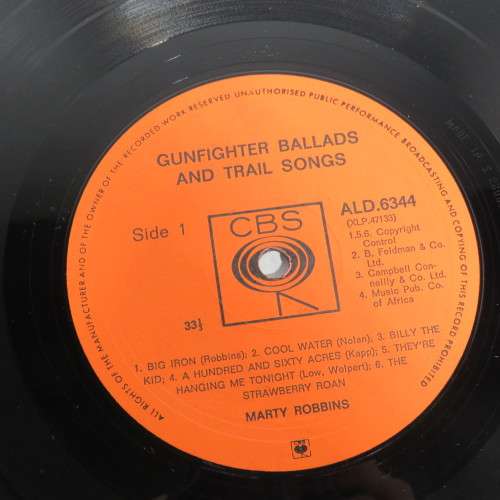 ALL RIGHTS OF THE MANUFACTURER AND OF THE OWNER OF THE RECORDED WORK RESERVED UNAUTHORISED PUBLIC PERFORMANCE BROADCASTING AND COPYING OF THIS RECORD PROHIBITED
GUNFIGHTER BALLADS
AND TRAIL SONGS
Side 1
CBS
ALD.6344
(XLP.47133)
1.5.6. Copyright
Control
2. B. Feldman & Co.
Ltd.
3. Campbell Con-
nelly & Co. Ltd.
4. Music Pub. Co.
of Africa
33⅓
1. BIG IRON (Robbins); 2. COOL WATER (Nolan), 3. BILLY THE
KID; 4. A HUNDRED AND SIXTY ACRES (Kapp); 5. THEY'RE
HANGING ME TONIGHT (Low, Wolpert); 6. THE
STRAWBERRY ROAN
MARTY ROBBINS
MADE IN